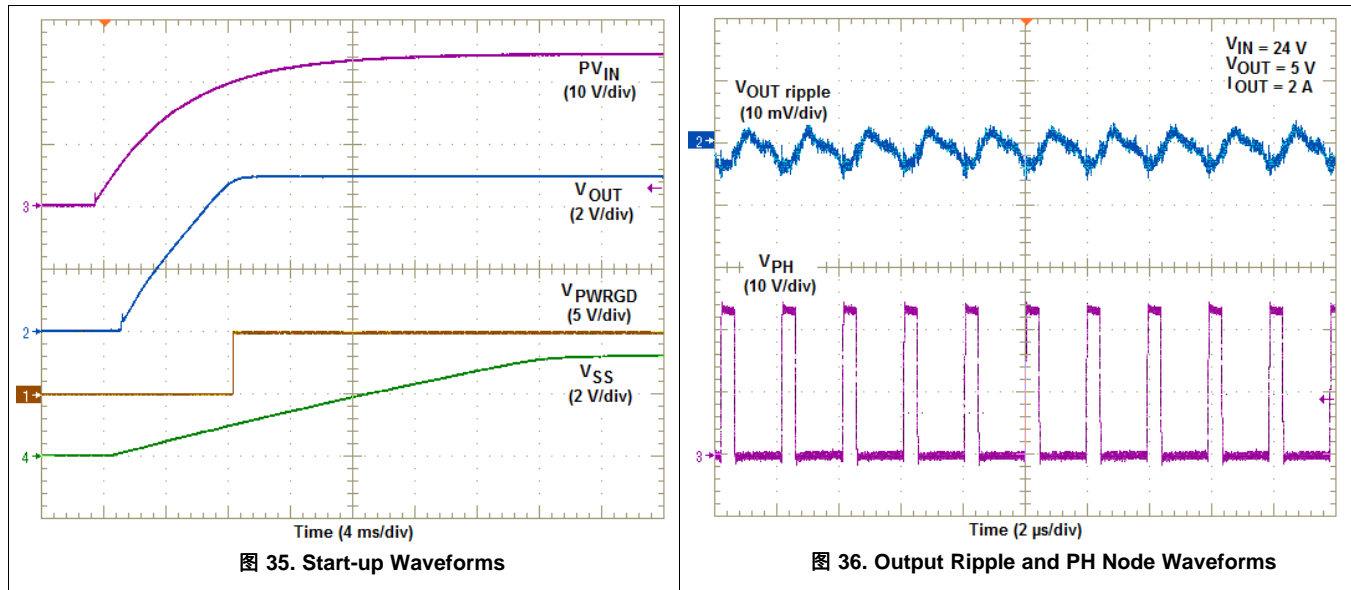 PVIN
(10 V/div)
3
VOUT
(2 V/div)
2
VPWRGD
(5 V/div)
1
VSS
(2 V/div)
4
Time (4 ms/div)
图 35. Start-up Waveforms
VIN = 24 V
VOUT = 5 V
IOUT = 2 A
VOUT ripple
(10 mV/div)
2
VPH
(10 V/div)
3
Time (2 µs/div)
图 36. Output Ripple and PH Node Waveforms